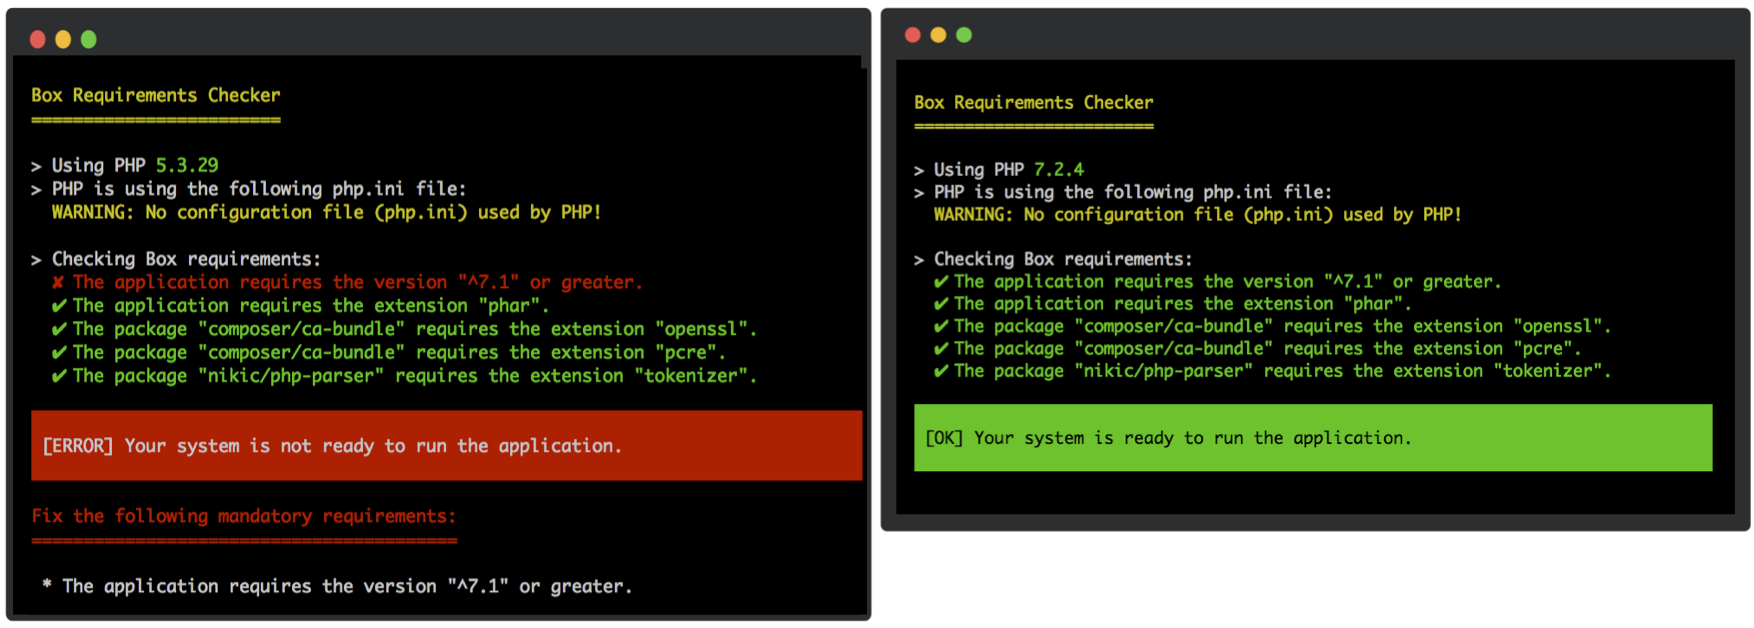 Box Requirements Checker
========================
> Using PHP 5.3.29
> PHP is using the following php.ini file:
WARNING: No configuration file (php.ini) used by PHP!
> Checking Box requirements:
✘ The application requires the version "^7.1" or greater.
✔ The application requires the extension "phar".
✔ The package "composer/ca-bundle" requires the extension "openssl".
✔ The package "composer/ca-bundle" requires the extension "pcre".
✔ The package "nikic/php-parser" requires the extension "tokenizer".
[ERROR] Your system is not ready to run the application.
Fix the following mandatory requirements:
=========================================
* The application requires the version "^7.1" or greater.
Box Requirements Checker
========================
> Using PHP 7.2.4
> PHP is using the following php.ini file:
WARNING: No configuration file (php.ini) used by PHP!
> Checking Box requirements:
✔ The application requires the version "^7.1" or greater.
✔ The application requires the extension "phar".
✔ The package "composer/ca-bundle" requires the extension "openssl".
✔ The package "composer/ca-bundle" requires the extension "pcre".
✔ The package "nikic/php-parser" requires the extension "tokenizer".
[OK] Your system is ready to run the application.